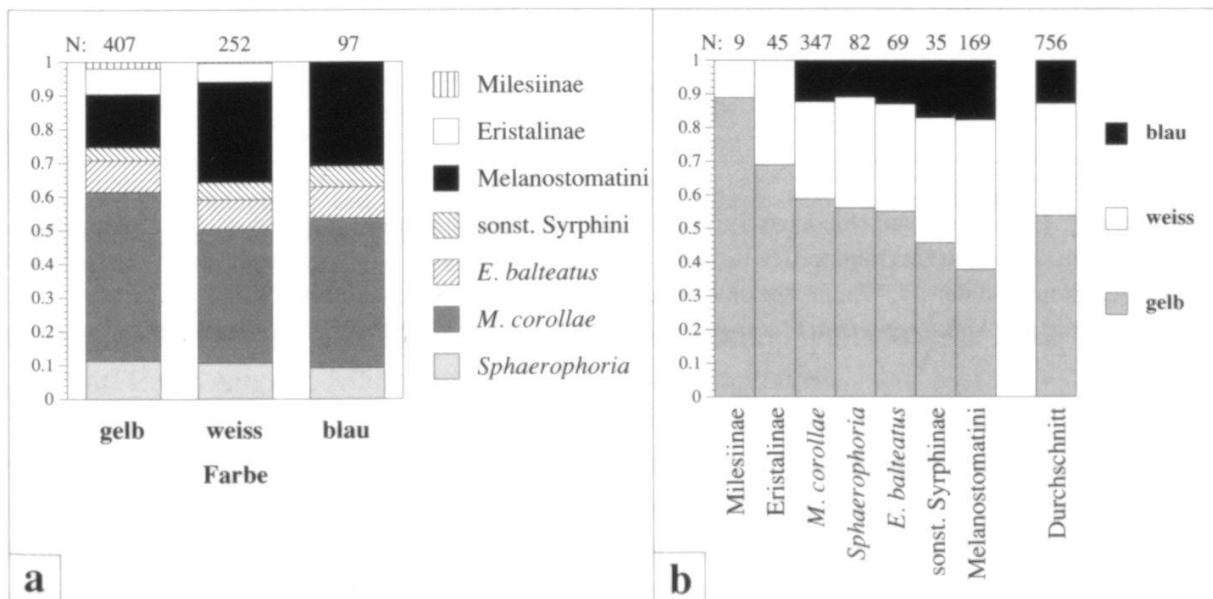 N: 407 252 97
1
0.9
0.8
0.7
0.6
0.5
0.4
0.3
0.2
0.1
0
gelb weiss blau
Farbe
Milesiinae
Eristalinae
Melanostomatini
sonst. Syrphini
E. balteatus
M. corollae
Sphaerophoria
a
N: 9 45 347 82 69 35 169 756
1
0.9
0.8
0.7
0.6
0.5
0.4
0.3
0.2
0.1
0
Milesiinae
Eristalinae
M. corollae
Sphaerophoria
E. balteatus
sonst. Syrphinae
Melanostomatini
Durchschnitt
blau
weiss
gelb
b